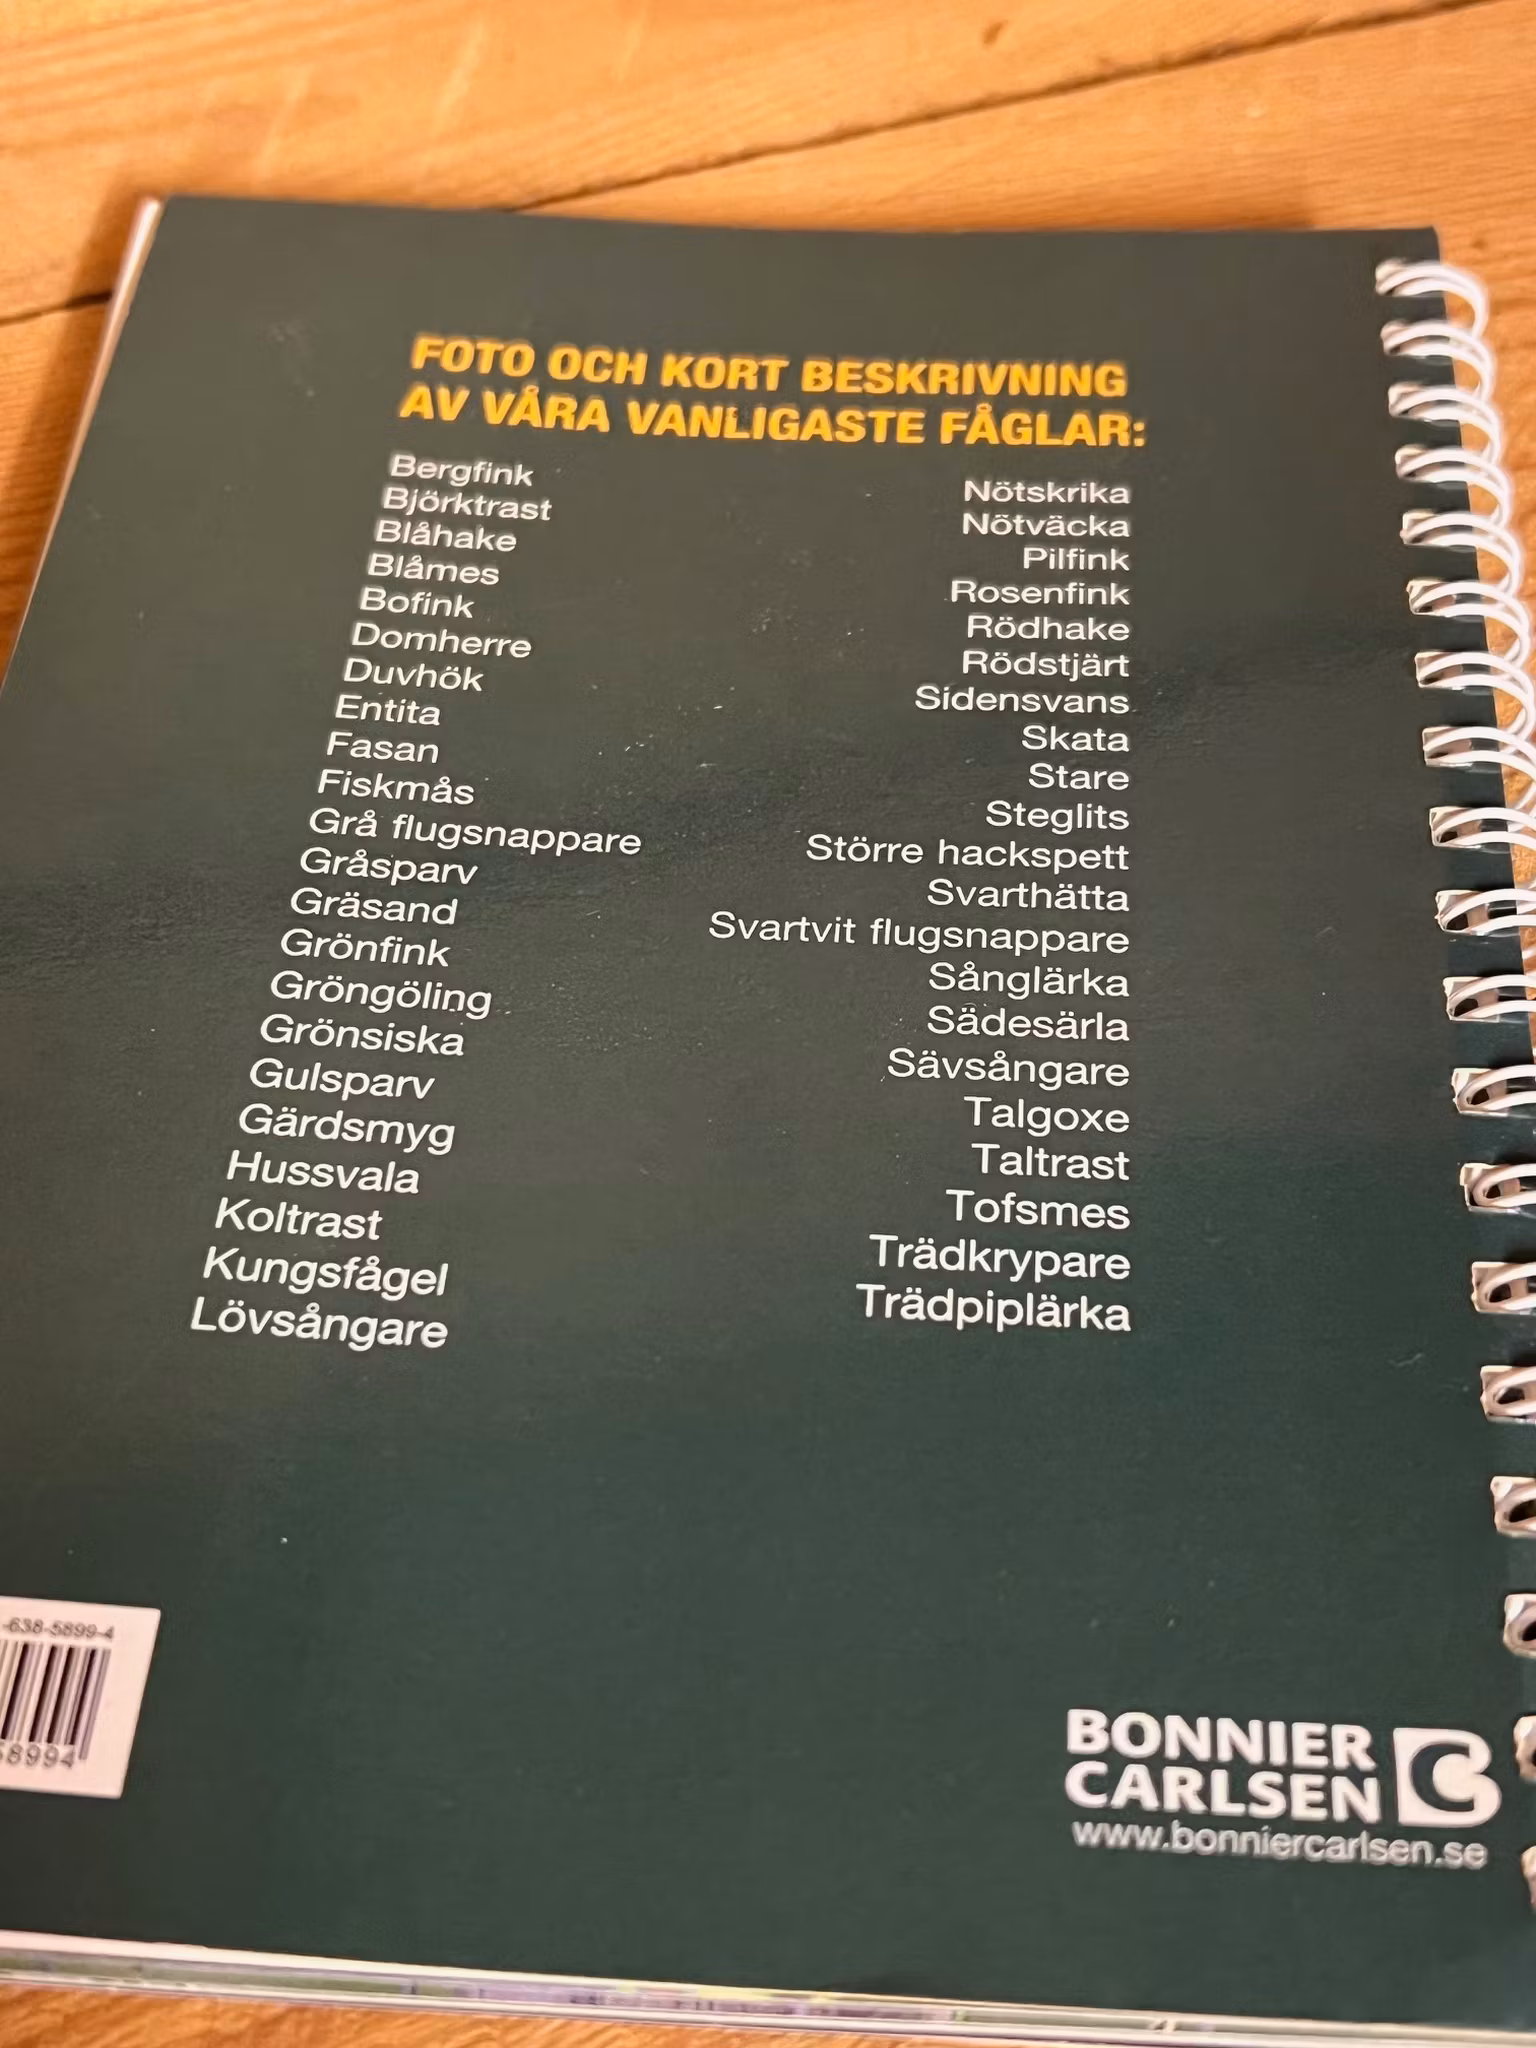 FOTO OCH KORT BESKRIVNING
AV VÅRA VANLIGASTE FÅGLAR:
Bergfink
Björktrast
Blåhake
Blåmes
Bofink
Domherre
Duvhök
Entita
Fasan
Fiskmås
Grå flugsnappare
Gråsparv
Gräsand
Grönfink
Gröngöling
Grönsiska
Gulsparv
Gärdsmyg
Hussvala
Koltrast
Kungsfågel
Lövsångare
Nötskrika
Nötväcka
Pilfink
Rosenfink
Rödhake
Rödstjärt
Sidensvans
Skata
Stare
Steglits
Större hackspett
Svarthätta
Svartvit flugsnappare
Sånglärka
Sädesärla
Sävsångare
Talgoxe
Taltrast
Tofsmes
Trädkrypare
Trädpiplärka
-638-5899-4
58994
BONNIER
CARLSEN
www.bonniercarlsen.se